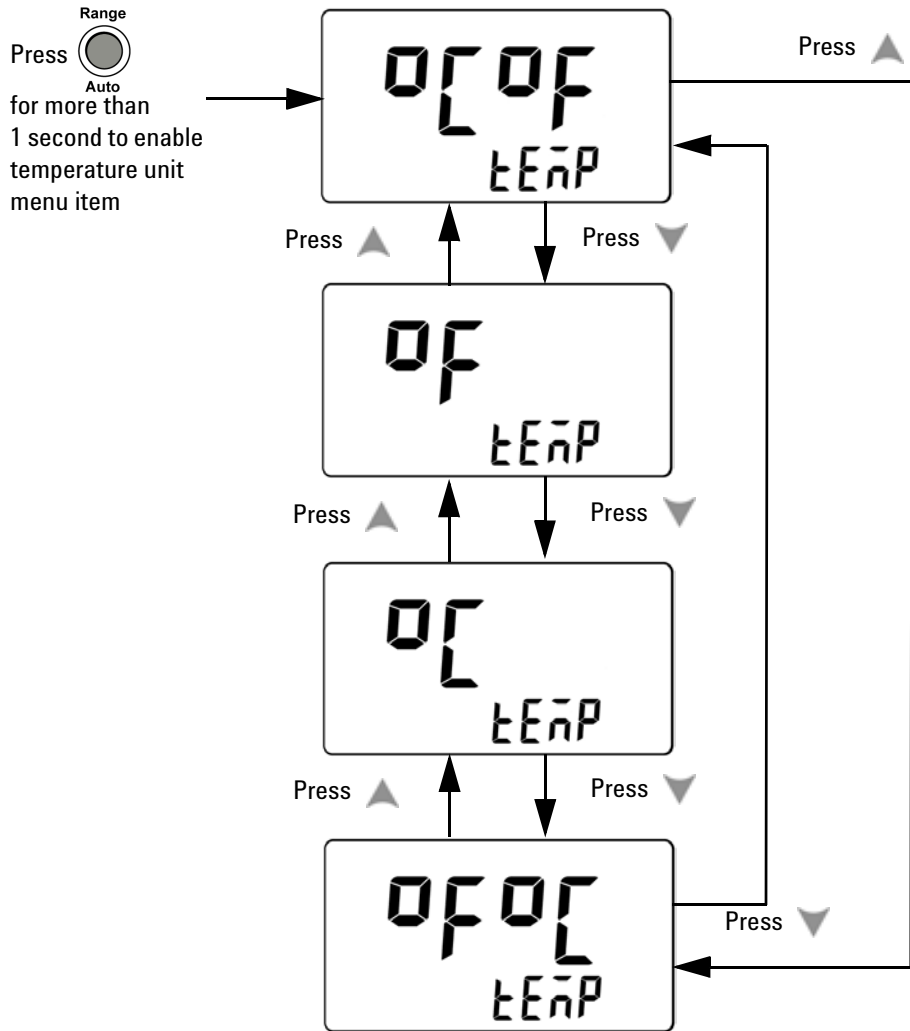 Range
Press
Auto
for more than
1 second to enable
temperature unit
menu item
°C°F
tEmP
Press
Press
Press
°F
tEmP
Press
Press
°C
tEmP
Press
Press
°F°C
tEmP
Press